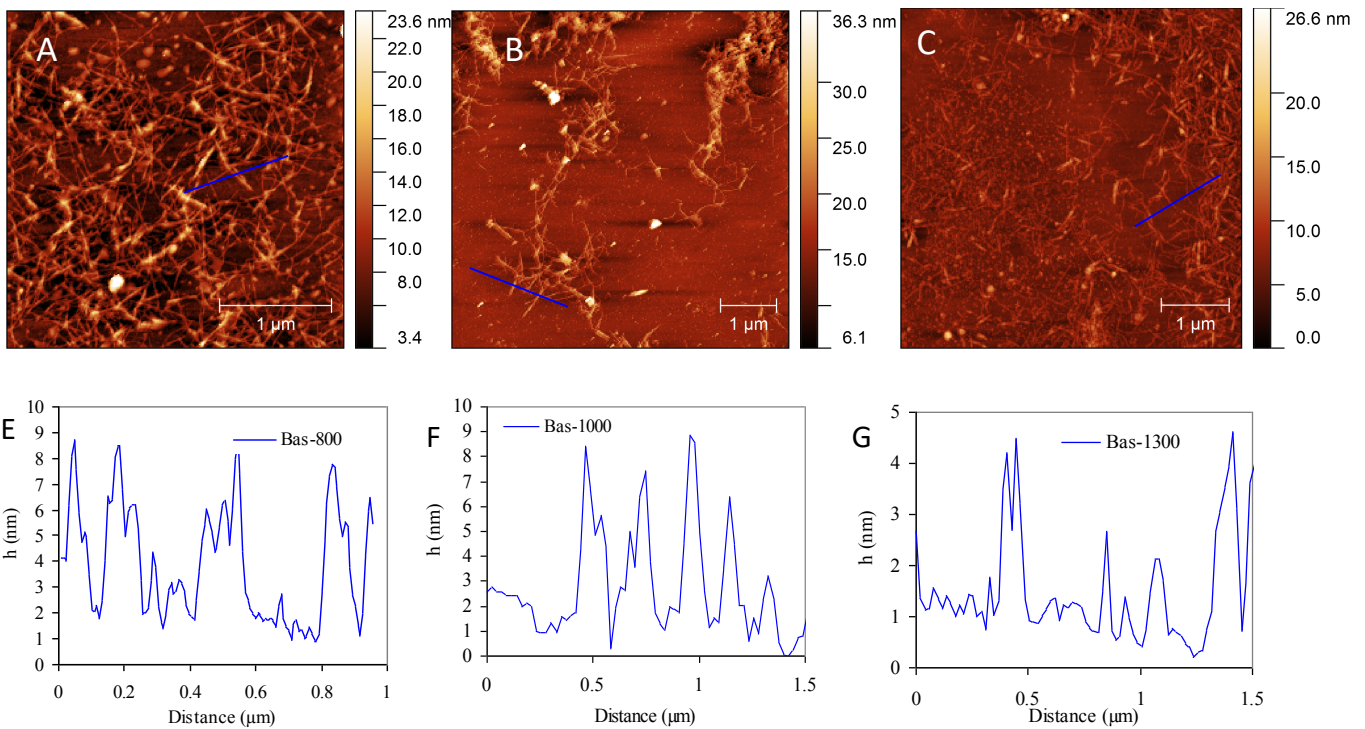 A
23.6 nm
22.0
20.0
18.0
16.0
14.0
12.0
10.0
8.0
3.4
1 µm
B
36.3 nm
30.0
25.0
20.0
15.0
6.1
1 µm
C
26.6 nm
20.0
15.0
10.0
5.0
0.0
1 µm
E
10
9
8
7
6
5
4
3
2
1
0
h (nm)
Bas-800
0 0.2 0.4 0.6 0.8 1
Distance (µm)
F
10
9
8
7
6
5
4
3
2
1
0
h (nm)
Bas-1000
0 0.5 1 1.5
Distance (µm)
G
5
4
3
2
1
0
h (nm)
Bas-1300
0 0.5 1 1.5
Distance (µm)